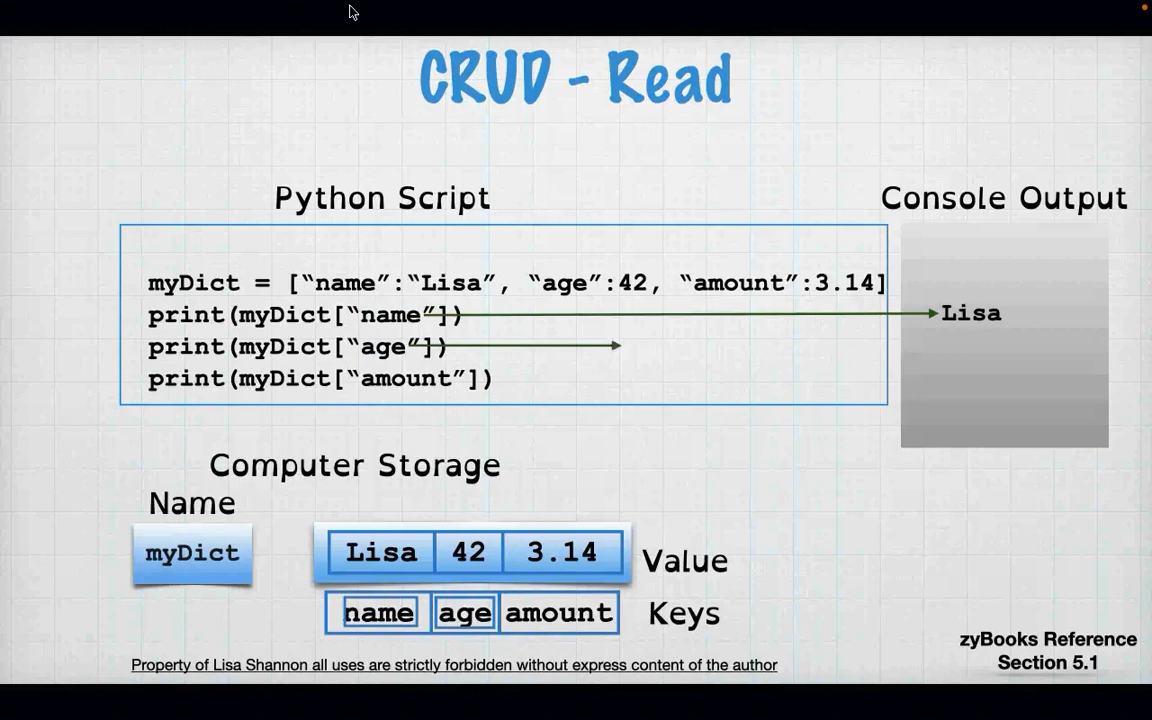 CRUD - Read
Python Script
Console Output
myDict = [“name”:“Lisa”, “age”:42, “amount”:3.14]
print(myDict[“name”])
Lisa
print(myDict[“age”])
print(myDict[“amount”])
Computer Storage
Name
myDict
Lisa 42 3.14
Value
name age amount
Keys
zyBooks Reference
Section 5.1
Property of Lisa Shannon all uses are strictly forbidden without express content of the author